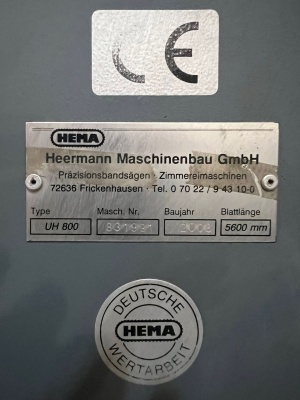 CE
HEMA
Heermann Maschinenbau GmbH
Präzisionsbandsägen · Zimmereimaschinen
72636 Frickenhausen · Tel. 0 70 22 / 9 43 10-0
Type Masch. Nr. Baujahr Blattlänge
UH 800 2008 5600 mm
DEUTSCHE
HEMA
WERTARBEIT